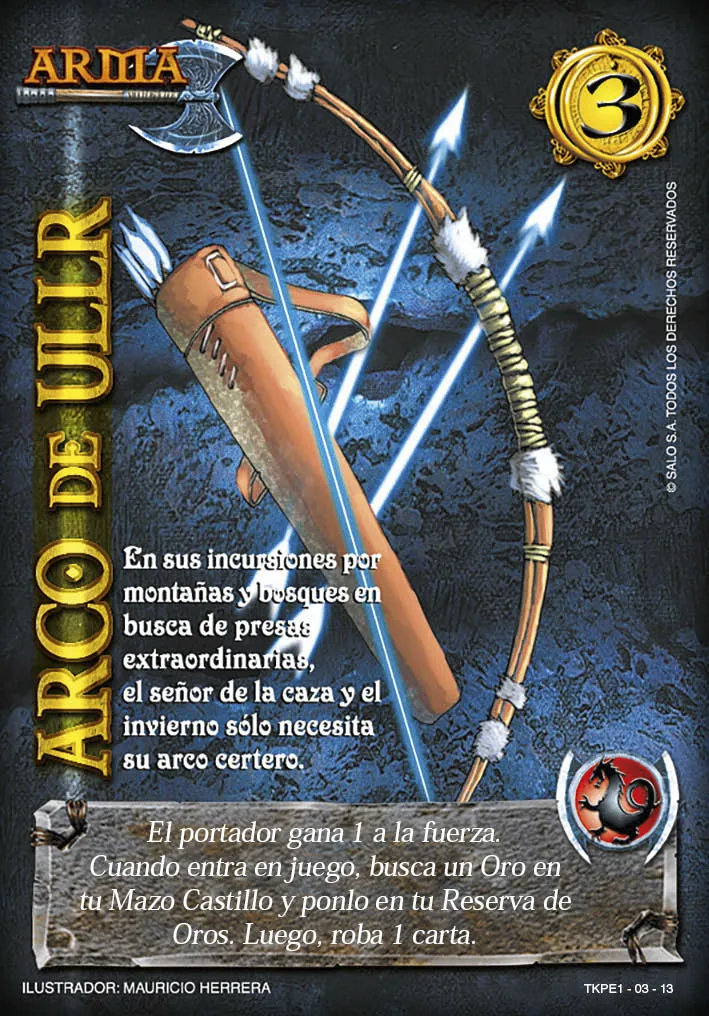 ARMA
3
ARCO DE ULLR
© SALO S.A. TODOS LOS DERECHOS RESERVADOS
En sus incursiones por
montañas y bosques en
busca de presas
extraordinarias,
el señor de la caza y el
invierno sólo necesita
su arco certero.
El portador gana 1 a la fuerza.
Cuando entra en juego, busca un Oro en
tu Mazo Castillo y ponlo en tu Reserva de
Oros. Luego, roba 1 carta.
ILUSTRADOR: MAURICIO HERRERA
TKPE1 - 03 - 13